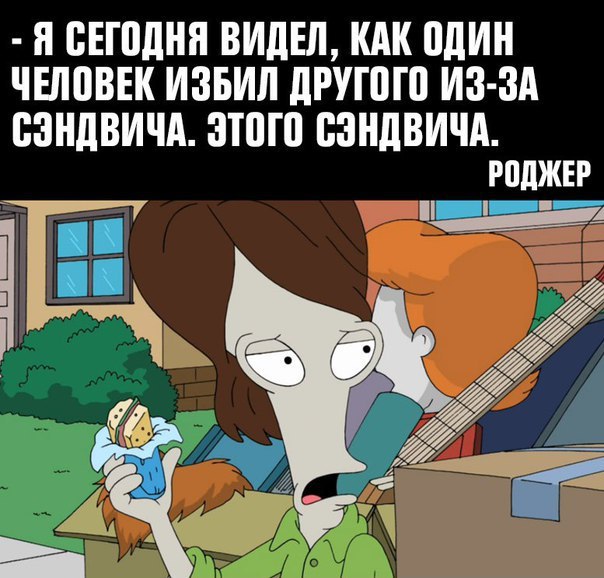 - Я СЕГОДНЯ ВИДЕЛ, КАК ОДИН
ЧЕЛОВЕК ИЗБИЛ ДРУГОГО ИЗ-ЗА
СЭНДВИЧА. ЭТОГО СЭНДВИЧА.
РОДЖЕР